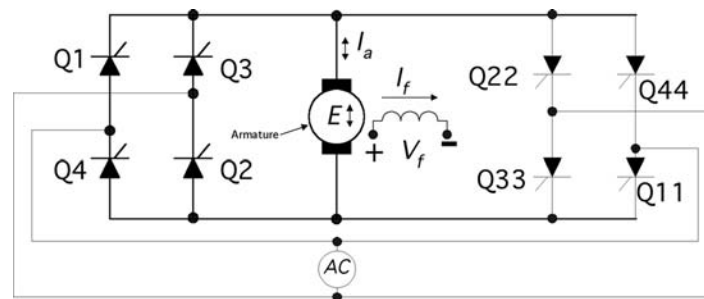 Q1
Q3
I_a
Q22
Q44
I_f
E
Armature
+
V_f
-
Q4
Q2
Q33
Q11
AC